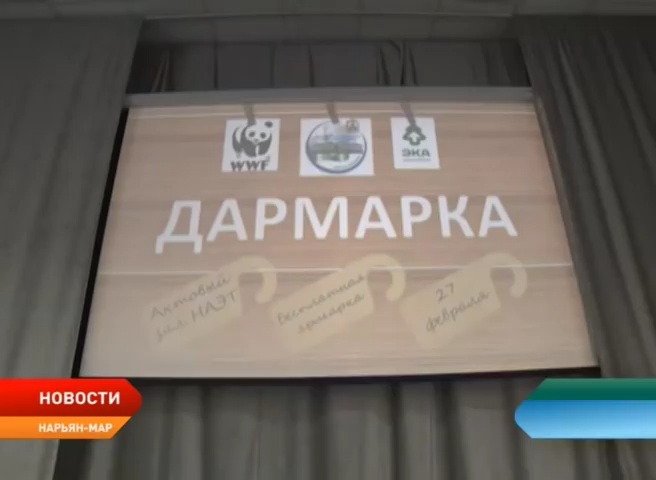 WWF
ЭКА
ДАРМАРКА
Актовый
зал НАЭТ
Бесплатная
ярмарка
27
февраля
НОВОСТИ
НАРЬЯН-МАР